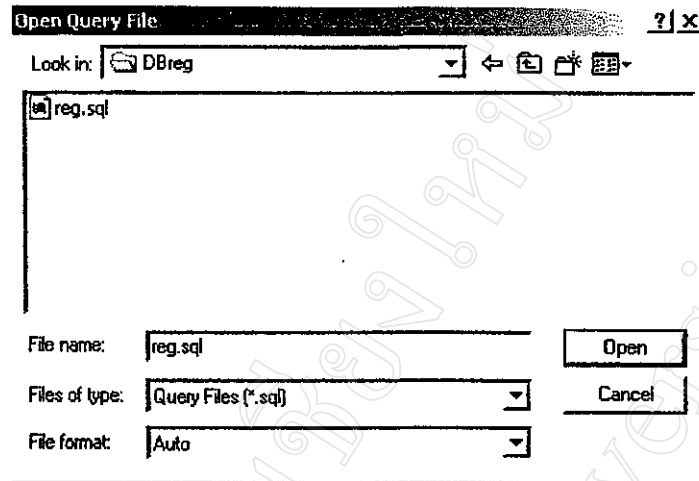 Open Query File
Look in: DBreg
reg.sql
File name: reg.sql Open
Files of type: Query Files (*.sql) Cancel
File format: Auto